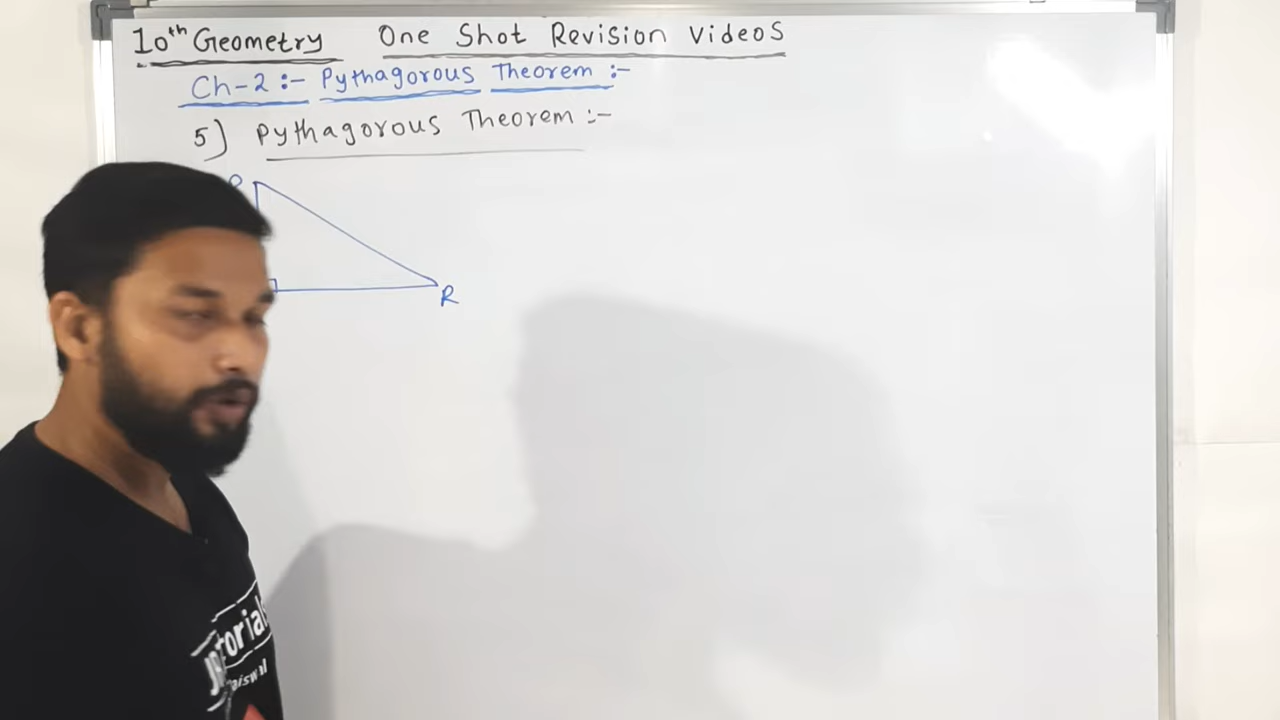 10th Geometry One Shot Revision Videos
Ch-2 :- Pythagorous Theorem :-
5) Pythagorous Theorem :-
R